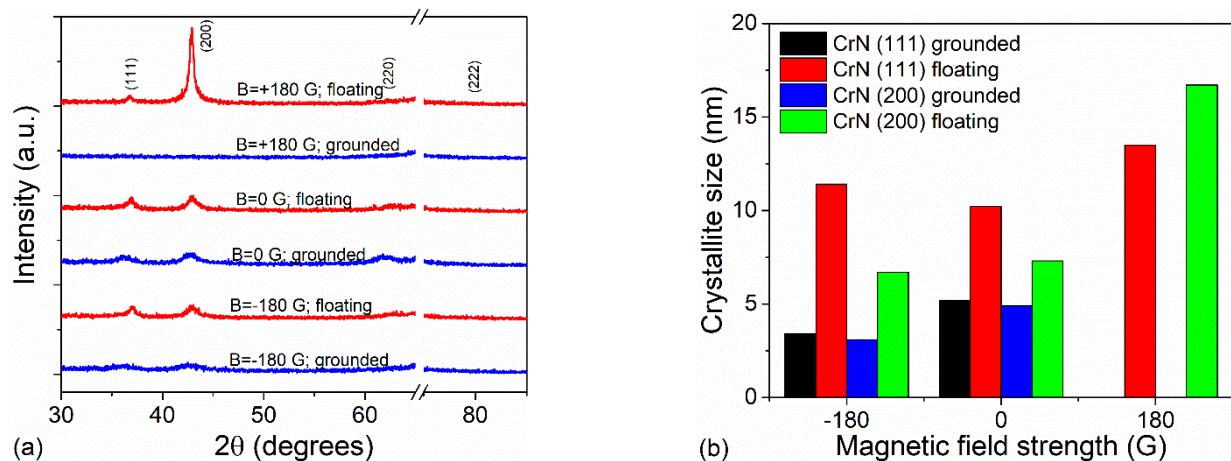 Intensity (a.u.)
(111)
(200)
(220)
(222)
B=+180 G; floating
B=+180 G; grounded
B=0 G; floating
B=0 G; grounded
B=-180 G; floating
B=-180 G; grounded
30
40
50
60
80
2θ (degrees)
(a)
Crystallite size (nm)
20
15
10
5
0
CrN (111) grounded
CrN (111) floating
CrN (200) grounded
CrN (200) floating
-180
0
180
Magnetic field strength (G)
(b)